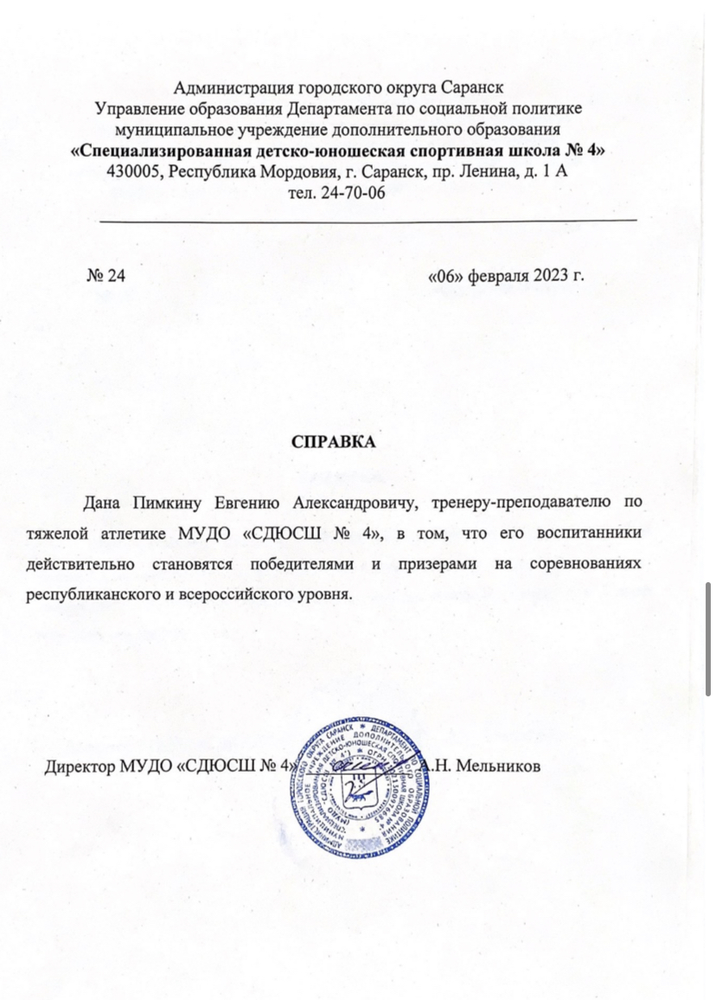 Администрация городского округа Саранск
Управление образования Департамента по социальной политике
муниципальное учреждение дополнительного образования
«Специализированная детско-юношеская спортивная школа № 4»
430005, Республика Мордовия, г. Саранск, пр. Ленина, д. 1 А
тел. 24-70-06
№ 24 «06» февраля 2023 г.
СПРАВКА
Дана Пимкину Евгению Александровичу, тренеру-преподавателю по
тяжелой атлетике МУДО «СДЮСШ № 4», в том, что его воспитанники
действительно становятся победителями и призерами на соревнованиях
республиканского и всероссийского уровня.
Директор МУДО «СДЮСШ № 4» А.Н. Мельников